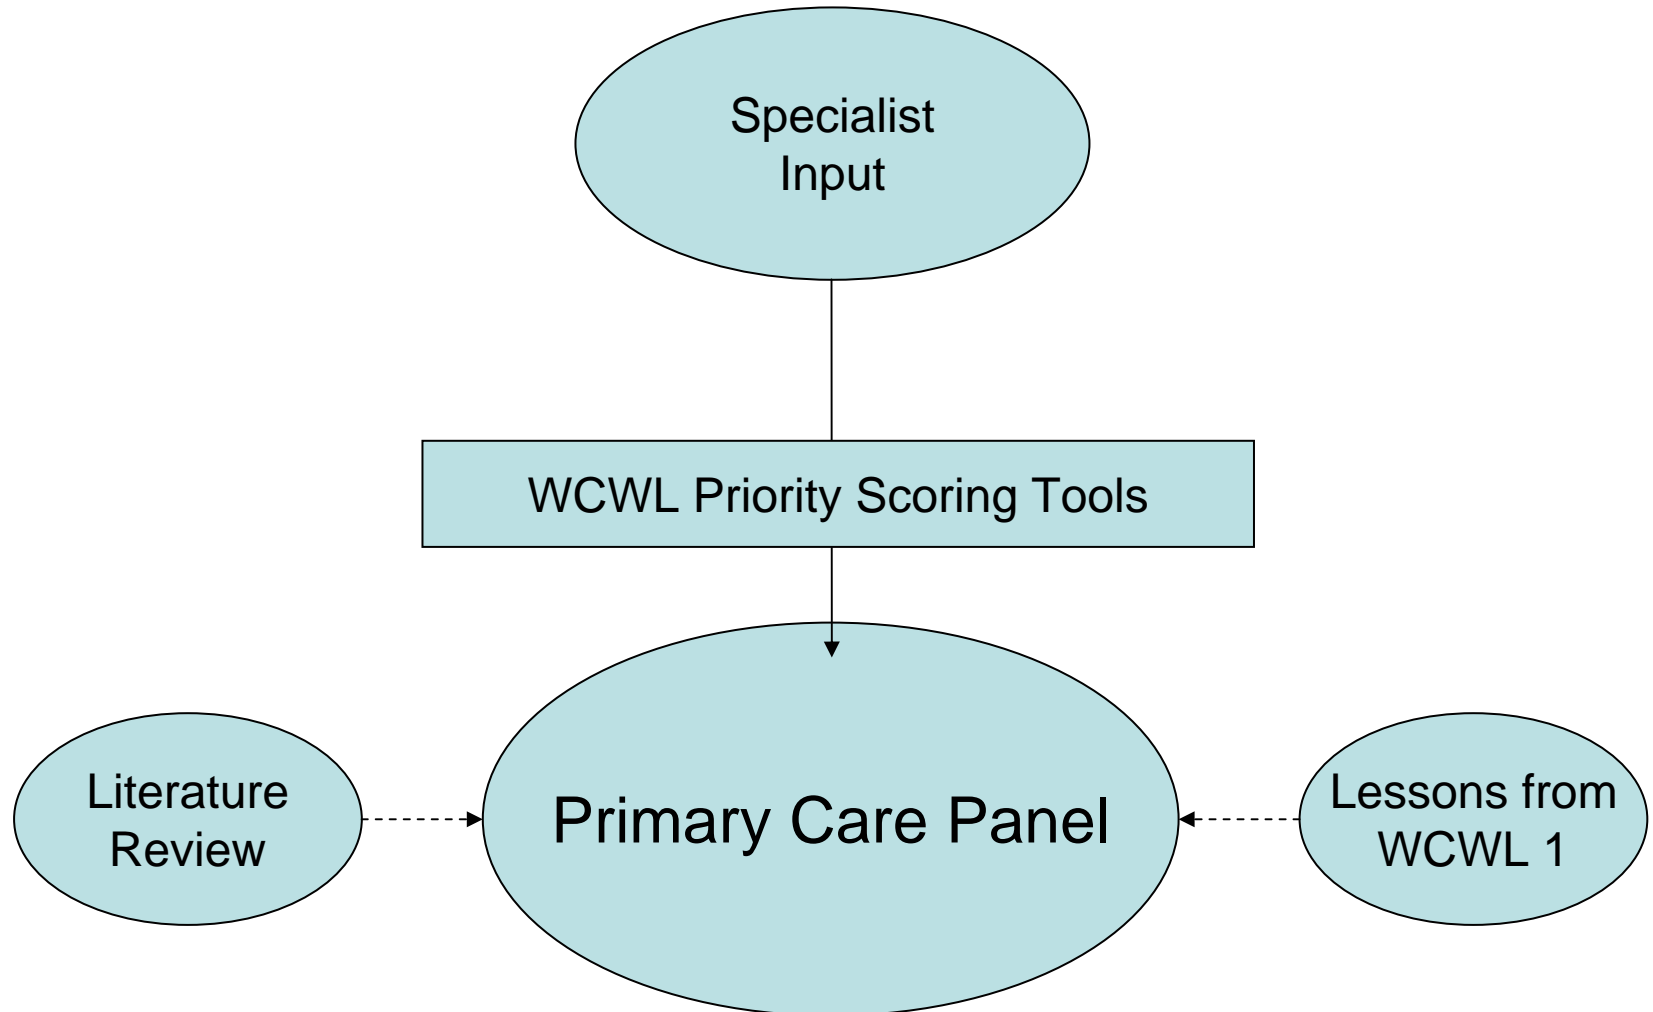 Specialist
Input
WCWL Priority Scoring Tools
Literature
Review
Primary Care Panel
Lessons from
WCWL 1